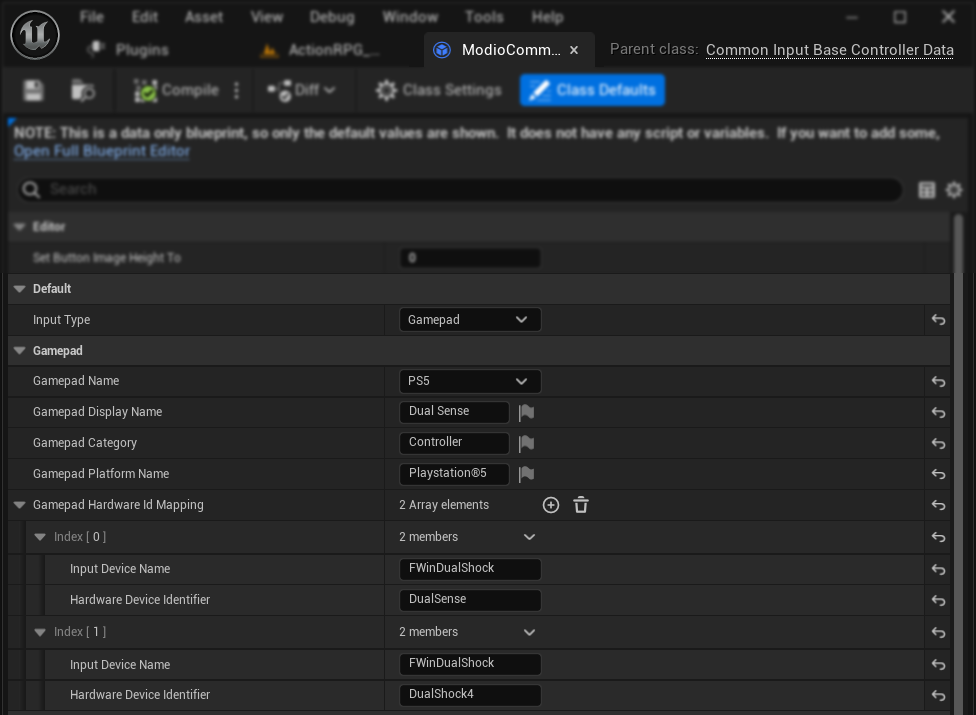 File Edit Asset View Debug Window Tools Help
Plugins ActionRPG_... ModioComm... Parent class: Common Input Base Controller Data
Compile Diff Class Settings Class Defaults
NOTE: This is a data only blueprint, so only the default values are shown. It does not have any script or variables. If you want to add some,
Open Full Blueprint Editor
Search
Editor
Set Button Image Height To 0
Default
Input Type Gamepad
Gamepad
Gamepad Name PS5
Gamepad Display Name Dual Sense
Gamepad Category Controller
Gamepad Platform Name Playstation®5
Gamepad Hardware Id Mapping 2 Array elements
Index [ 0 ] 2 members
Input Device Name FWinDualShock
Hardware Device Identifier DualSense
Index [ 1 ] 2 members
Input Device Name FWinDualShock
Hardware Device Identifier DualShock4